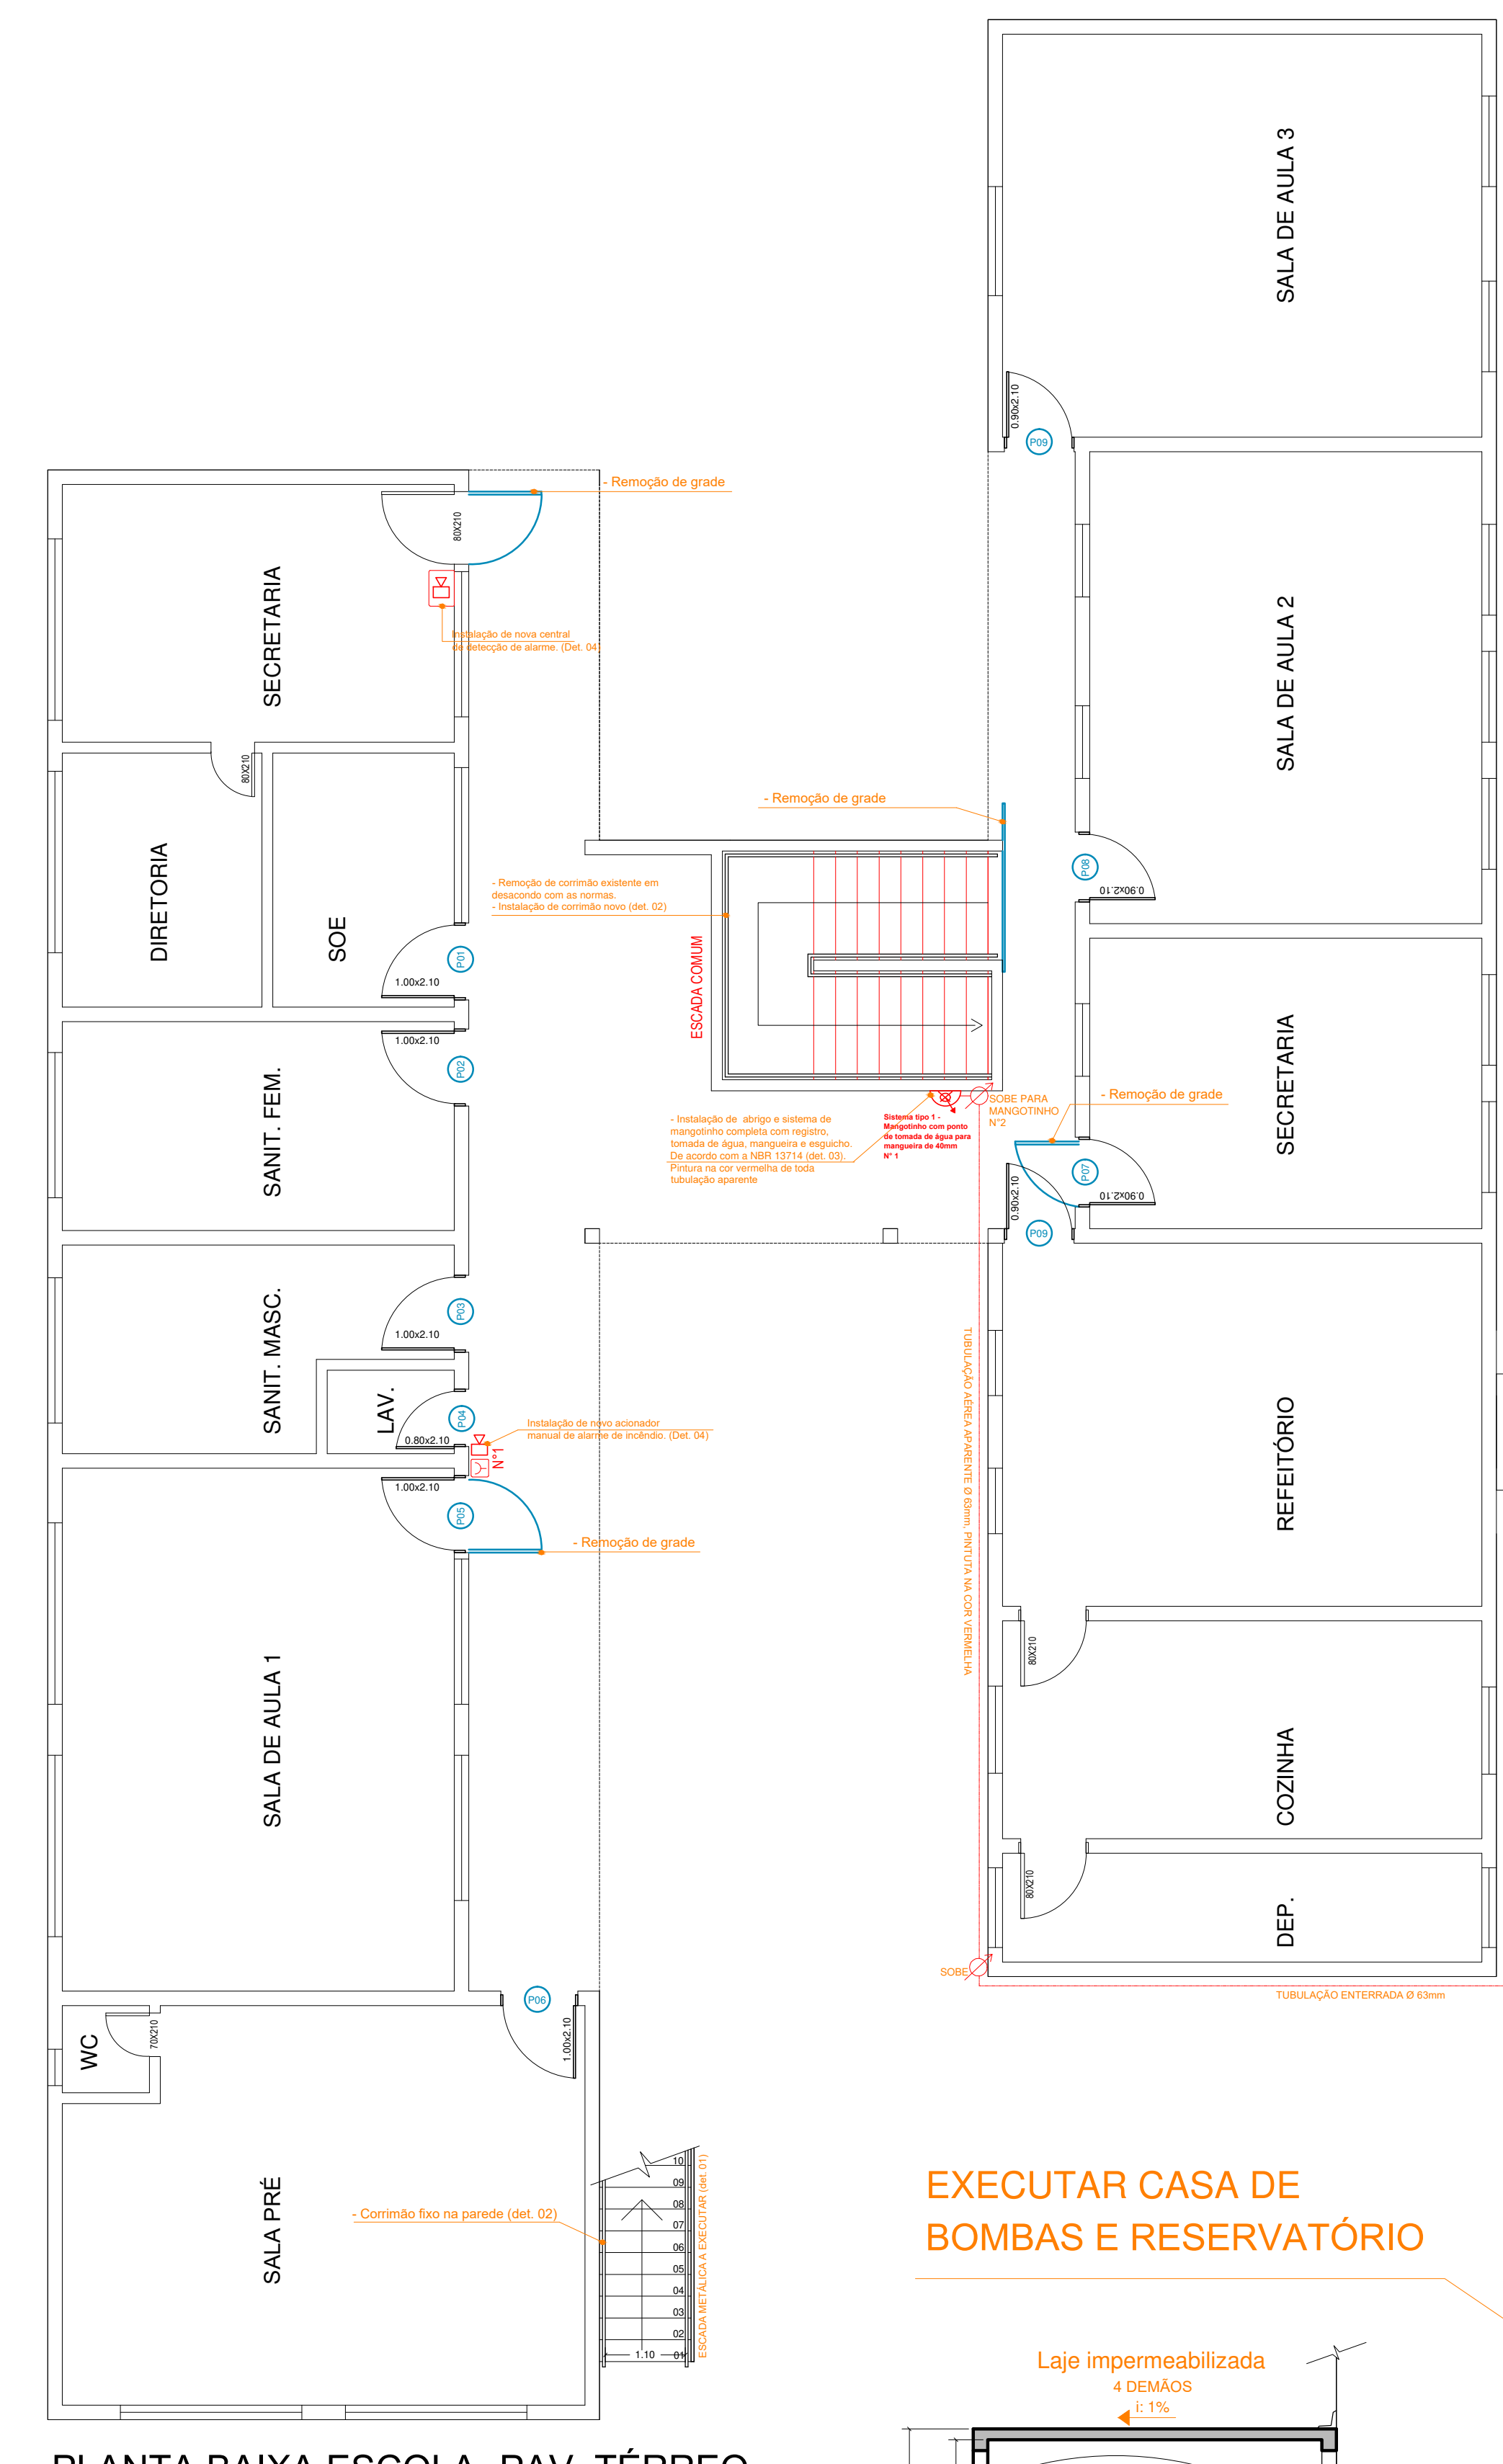 SALA DE AULA 3
0.90x2.10
P09
- Remoção de grade
80X210
SECRETARIA
Instalação de nova central
de detecção de alarme. (Det. 04)
80X210
DIRETORIA
SOE
P01
1.00x2.10
- Remoção de grade
- Remoção de corrimão existente em
desacondo com as normas.
- Instalação de corrimão novo (det. 02)
ESCADA COMUM
SALA DE AULA 2
P08
0.90x2.10
1.00x2.10
P02
SANIT. FEM.
SOBE PARA
MANGOTINHO
N°2
- Instalação de abrigo e sistema de
mangotinho completa com registro,
tomada de água, mangueira e esguicho.
De acordo com a NBR 13714 (det. 03).
Pintura na cor vermelha de toda
tubulação aparente
Sistema tipo 1 -
Mangotinho com ponto
de tomada de água para
mangueira de 40mm
N° 1
- Remoção de grade
SECRETARIA
P07
0.90x2.10
0.90x2.10
P09
SANIT. MASC.
P03
1.00x2.10
LAV.
P04
0.80x2.10
Instalação de novo acionador
manual de alarme de incêndio. (Det. 04)
N°1
1.00x2.10
P05
- Remoção de grade
TUBULAÇÃO AÉREA APARENTE Ø 63mm, PINTUTA NA COR VERMELHA
REFEITÓRIO
SALA DE AULA 1
80X210
COZINHA
80X210
DEP.
SOBE
TUBULAÇÃO ENTERRADA Ø 63mm
P06
1.00x2.10
WC
70X210
SALA PRÉ
- Corrimão fixo na parede (det. 02)
10
09
08
07
06
05
04
03
02
01
1.10
ESCADA METÁLICA A EXECUTAR (det. 01)
EXECUTAR CASA DE
BOMBAS E RESERVATÓRIO
Laje impermeabilizada
4 DEMÃOS
i: 1%
PLANTA BAIXA ESCOLA- PAV. TÉRREO